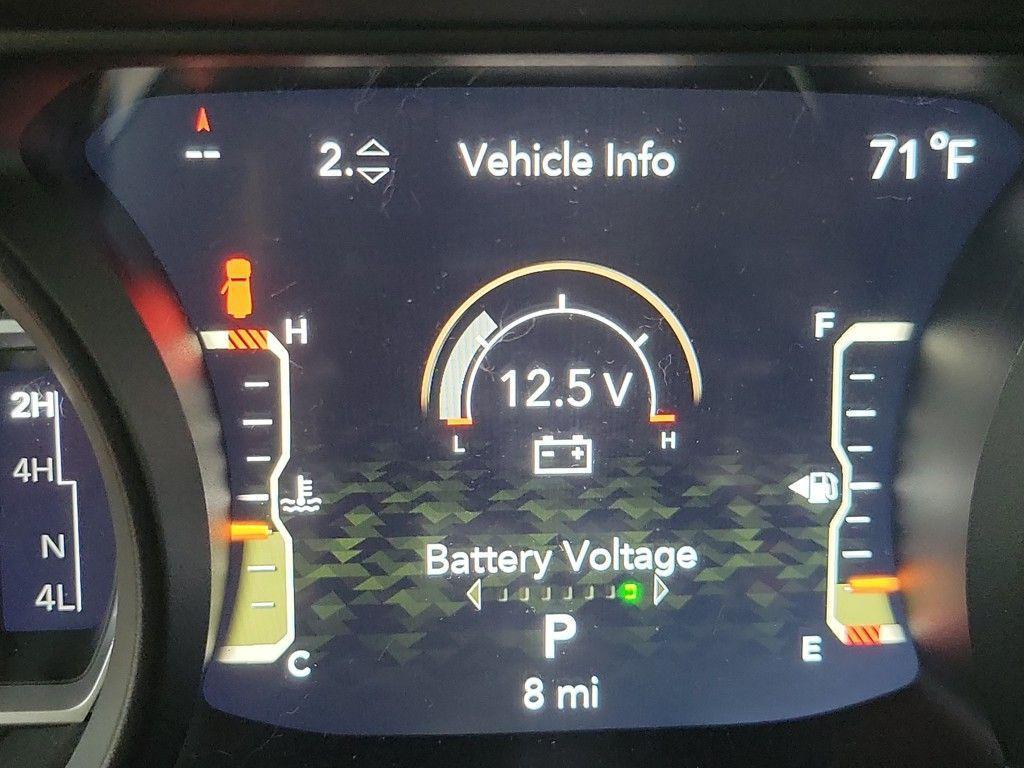 --
2. Vehicle Info
71°F
H
F
12.5 V
L
H
- +
2H
4H
N
4L
Battery Voltage
P
C
E
8 mi